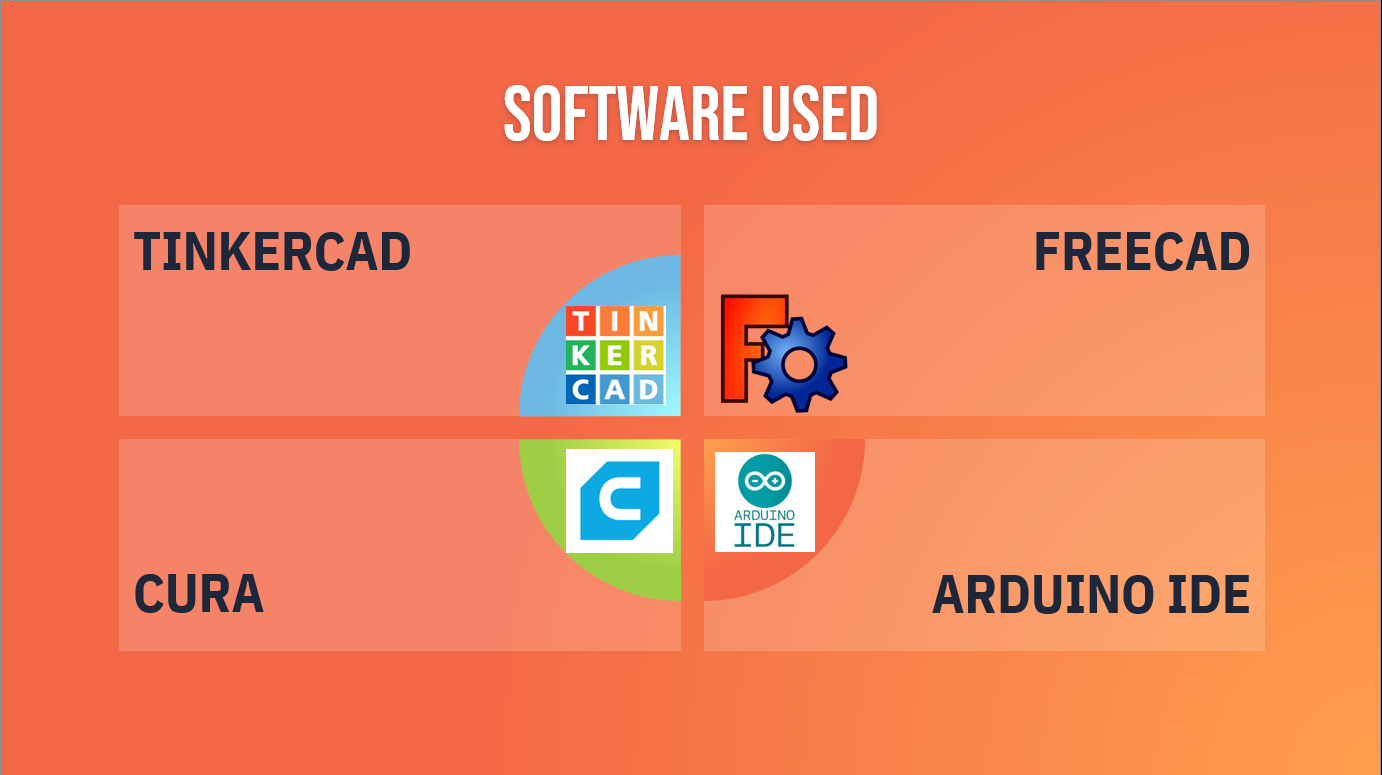 SOFTWARE USED
TINKERCAD
FREECAD
TIN
KER
CAD
F
C
ARDUINO
IDE
CURA
ARDUINO IDE